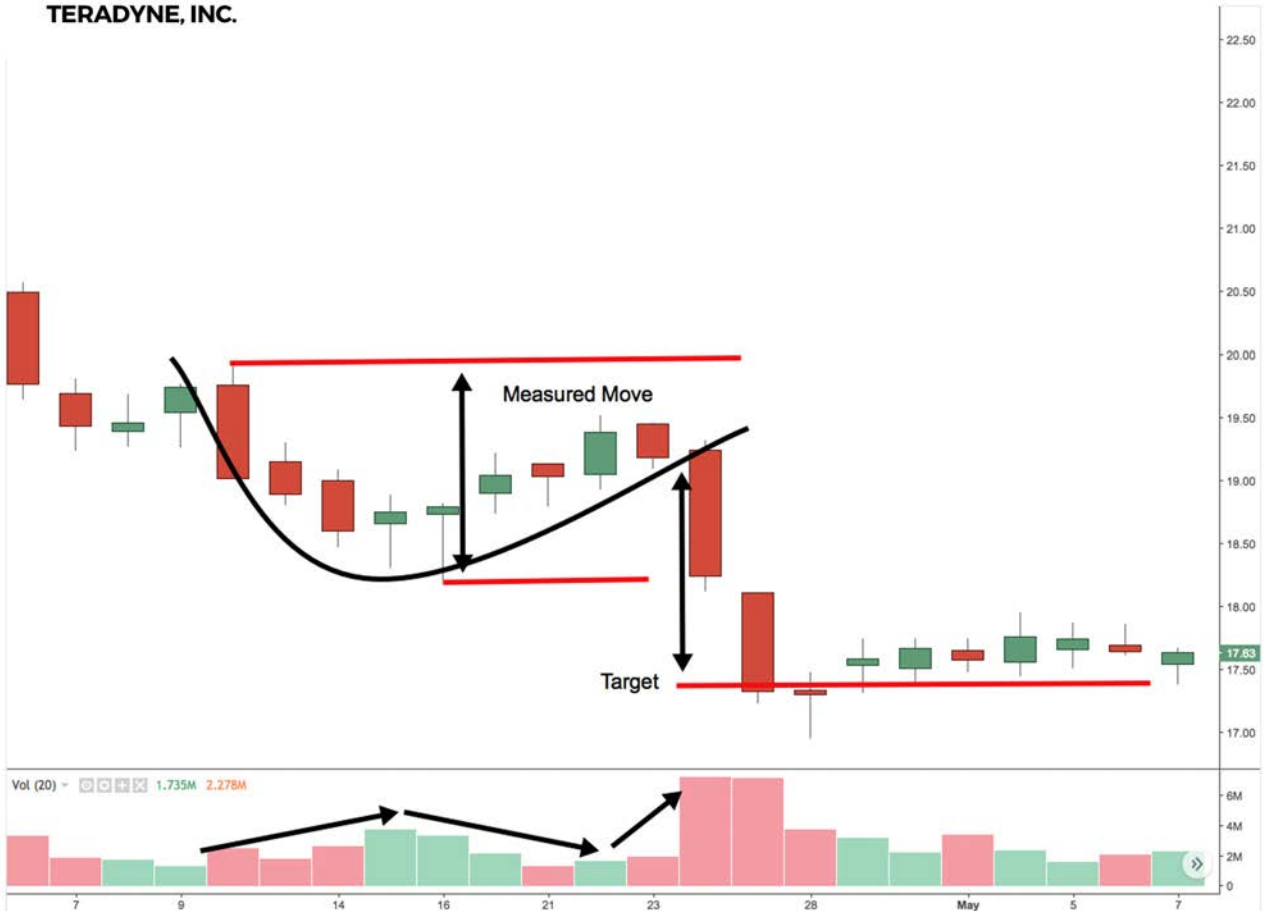 TERADYNE, INC.
22.50
22.00
21.50
21.00
20.50
20.00
19.50
19.00
18.50
18.00
17.63
17.50
17.00
Measured Move
Target
Vol (20) 1.735M 2.278M
6M
4M
2M
0
7 9 14 16 21 23 28 May 5 7